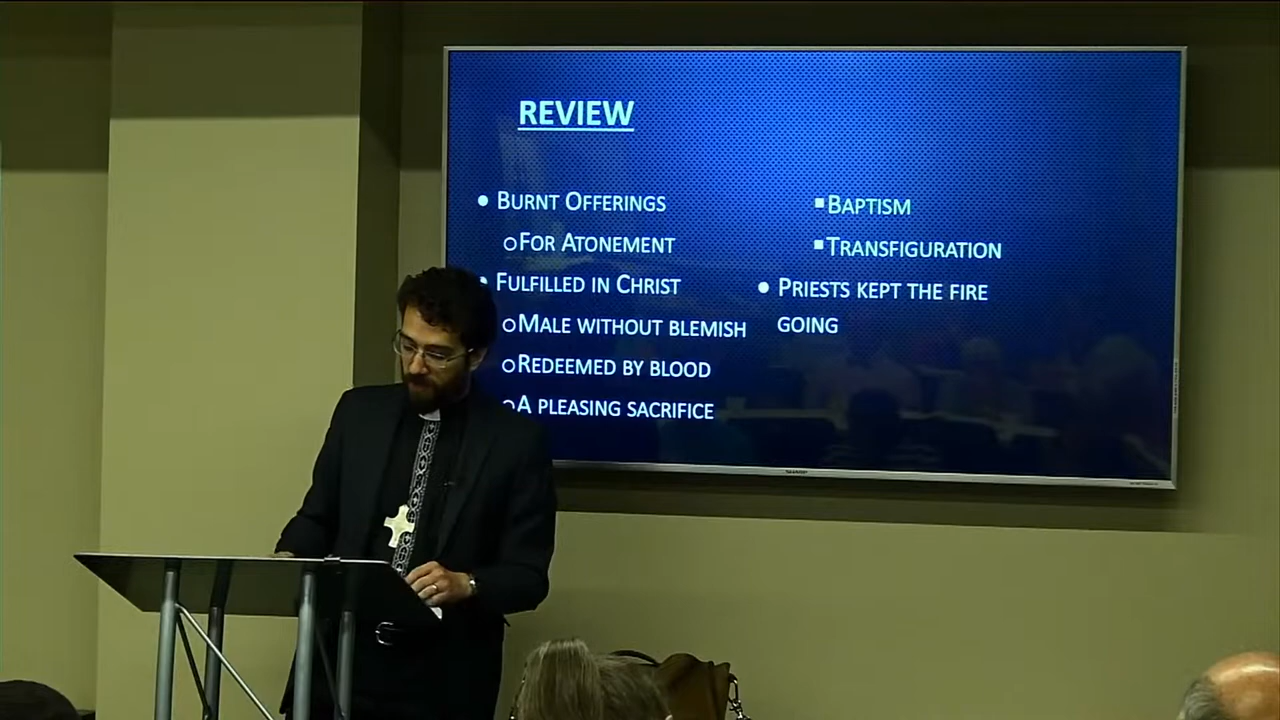 REVIEW
BURNT OFFERINGS
FOR ATONEMENT
FULFILLED IN CHRIST
MALE WITHOUT BLEMISH
REDEEMED BY BLOOD
A PLEASING SACRIFICE
BAPTISM
TRANSFIGURATION
PRIESTS KEPT THE FIRE
GOING